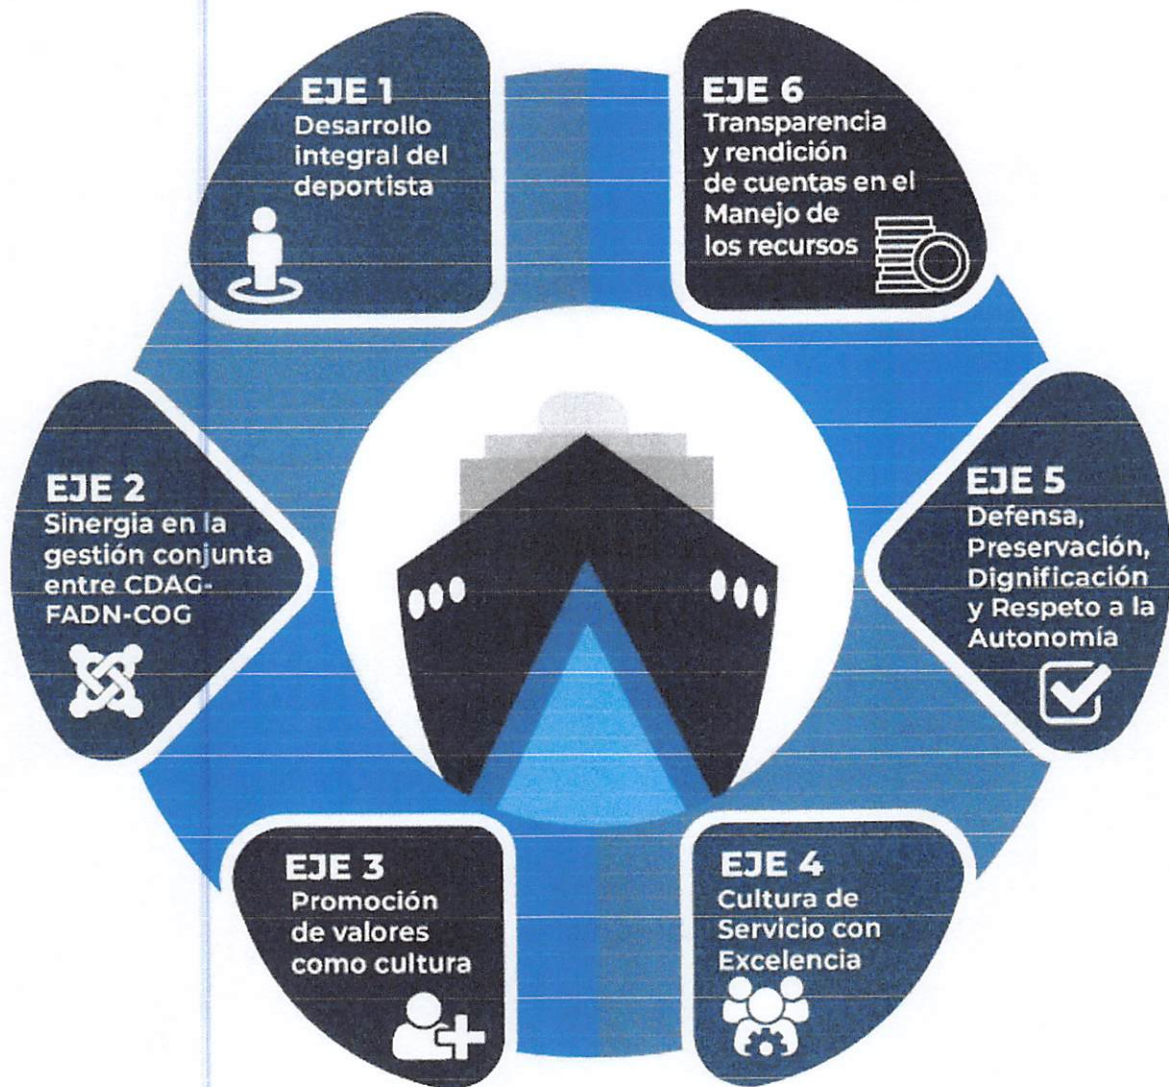 EJE 1
Desarrollo
integral del
deportista
EJE 6
Transparencia
y rendición
de cuentas en el
Manejo de
los recursos
EJE 2
Sinergia en la
gestión conjunta
entre CDAG-
FADN-COG
EJE 5
Defensa,
Preservación,
Dignificación
y Respeto a la
Autonomía
EJE 3
Promoción
de valores
como cultura
EJE 4
Cultura de
Servicio con
Excelencia